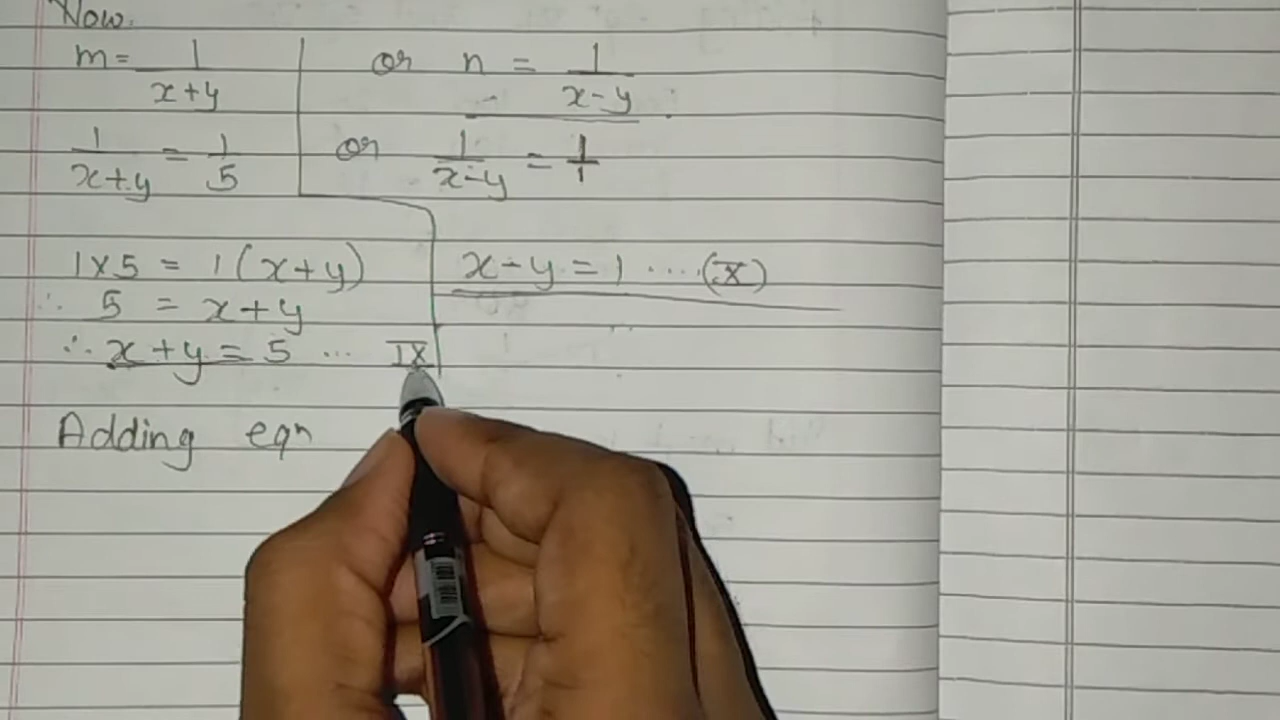 Now.
m = 1/(x+y) or n = 1/(x-y)
1/(x+y) = 1/5 or 1/(x-y) = 1/1
1×5 = 1(x+y) x-y = 1 ....(X)
∴ 5 = x+y
∴ x+y = 5 ... IX
Adding eqn